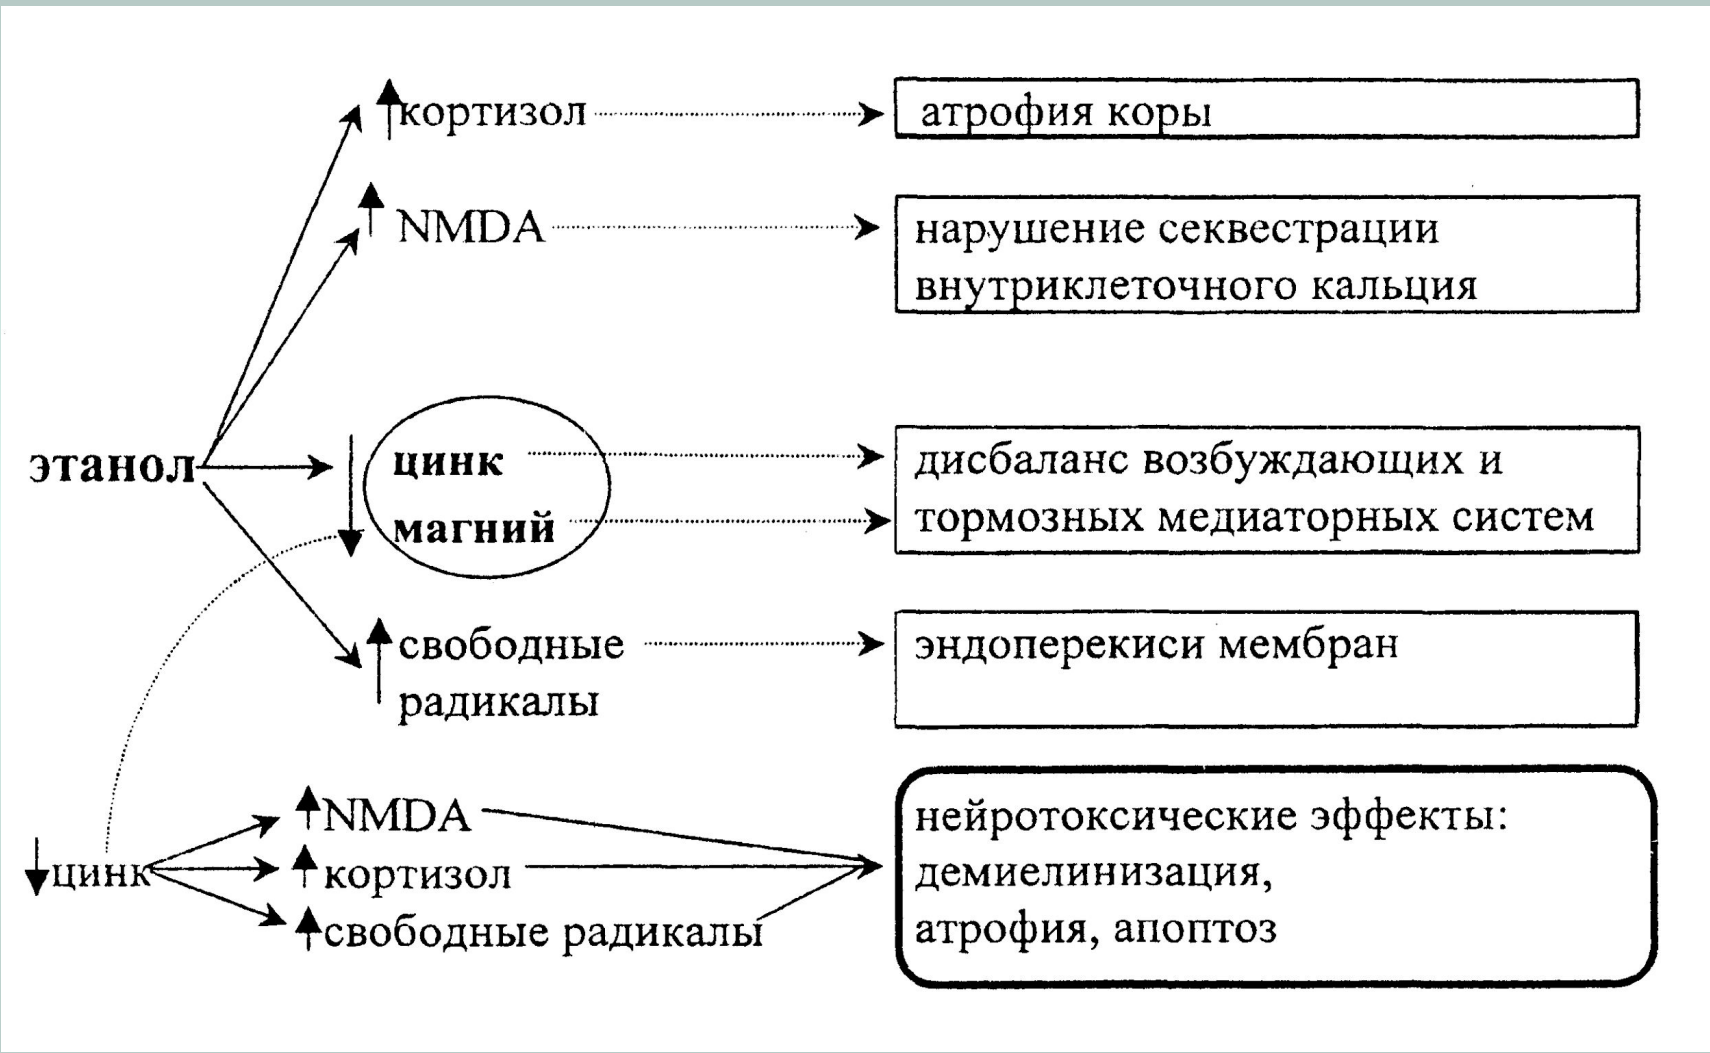 кортизол
атрофия коры
NMDA
нарушение секвестрации
внутриклеточного кальция
этанол
цинк
магний
дисбаланс возбуждающих и
тормозных медиаторных систем
свободные
радикалы
эндоперекиси мембран
цинк
NMDA
кортизол
свободные радикалы
нейротоксические эффекты:
демиелинизация,
атрофия, апоптоз